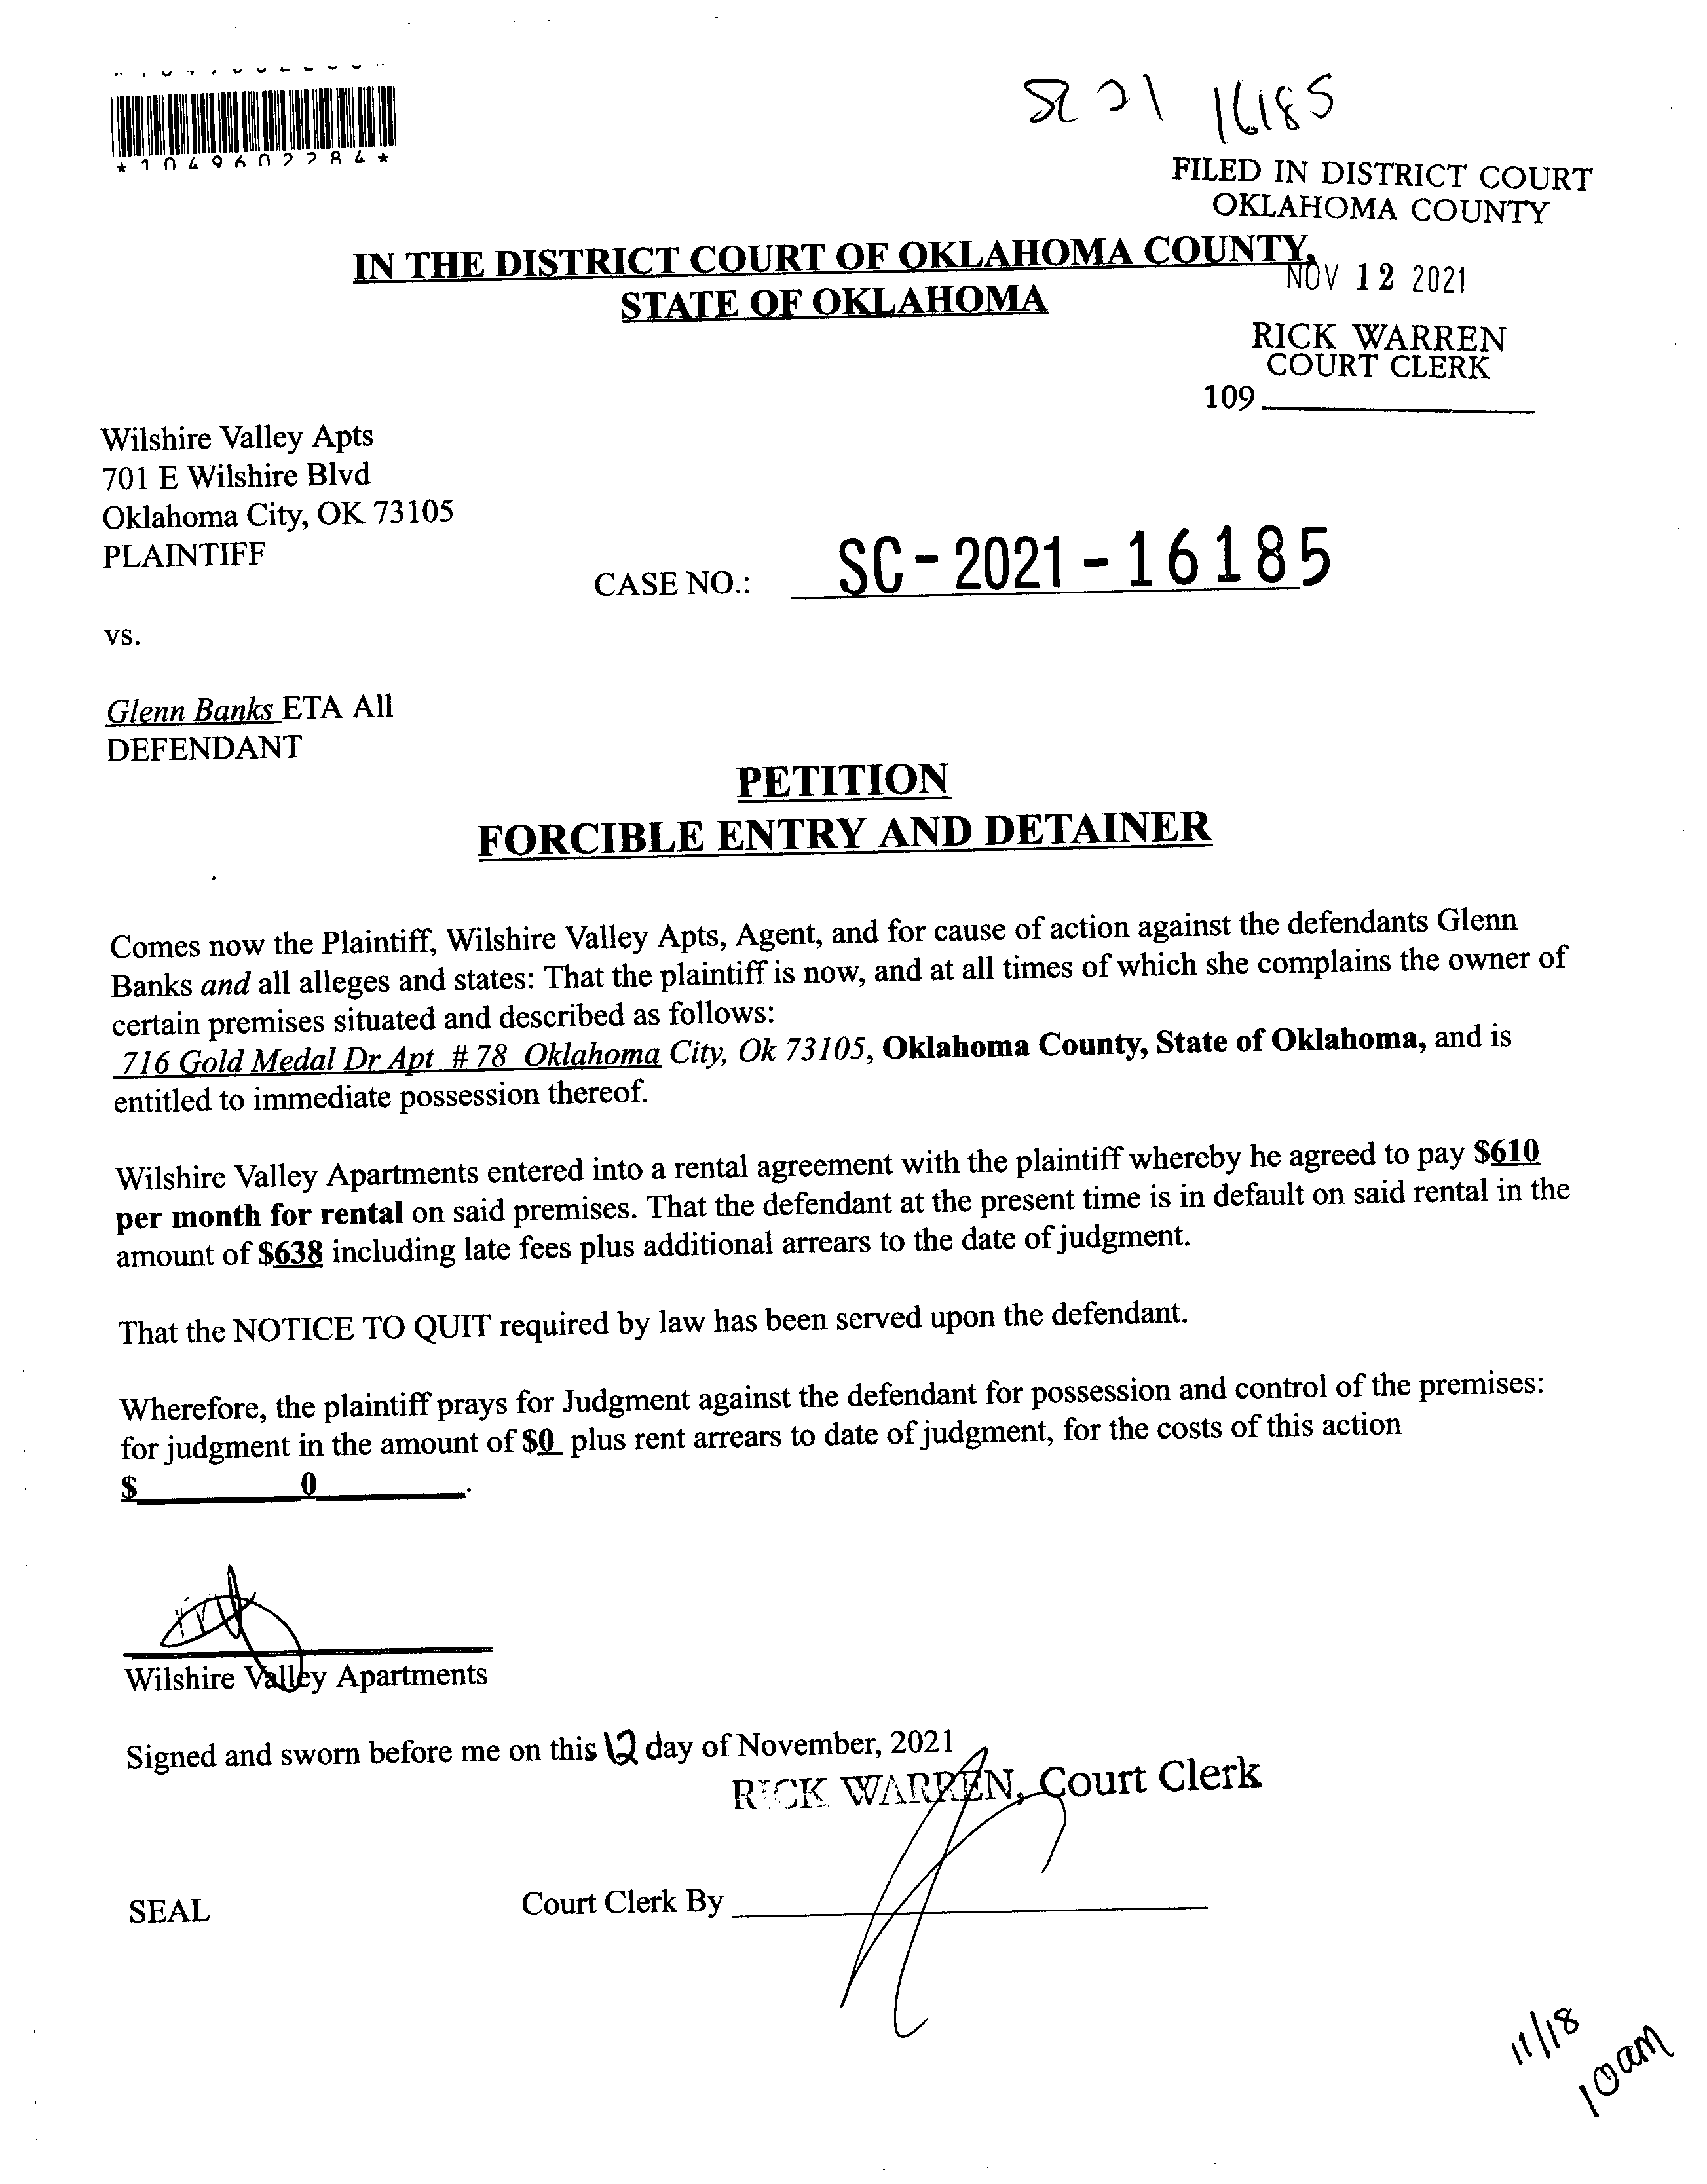 *1049602284*
SC 21 16185
FILED IN DISTRICT COURT
OKLAHOMA COUNTY
IN THE DISTRICT COURT OF OKLAHOMA COUNTY,
NOV 12 2021
STATE OF OKLAHOMA
RICK WARREN
COURT CLERK
109
Wilshire Valley Apts
701 E Wilshire Blvd
Oklahoma City, OK 73105
PLAINTIFF
CASE NO.: SC-2021-16185
vs.
Glenn Banks ETA All
DEFENDANT
PETITION
FORCIBLE ENTRY AND DETAINER
Comes now the Plaintiff, Wilshire Valley Apts, Agent, and for cause of action against the defendants Glenn
Banks and all alleges and states: That the plaintiff is now, and at all times of which she complains the owner of
certain premises situated and described as follows:
716 Gold Medal Dr Apt # 78 Oklahoma City, Ok 73105, Oklahoma County, State of Oklahoma, and is
entitled to immediate possession thereof.
Wilshire Valley Apartments entered into a rental agreement with the plaintiff whereby he agreed to pay $610
per month for rental on said premises. That the defendant at the present time is in default on said rental in the
amount of $638 including late fees plus additional arrears to the date of judgment.
That the NOTICE TO QUIT required by law has been served upon the defendant.
Wherefore, the plaintiff prays for Judgment against the defendant for possession and control of the premises:
for judgment in the amount of $0 plus rent arrears to date of judgment, for the costs of this action
$ 0 .
Wilshire Valley Apartments
Signed and sworn before me on this 12 day of November, 2021
RICK WARREN, Court Clerk
SEAL
Court Clerk By
11/18
10am